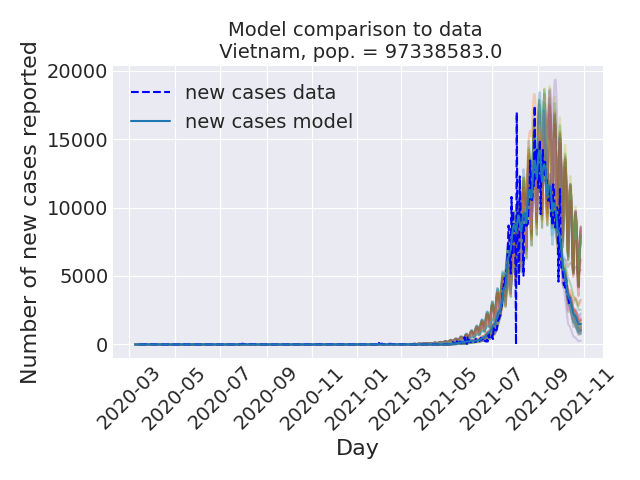 Model comparison to data
Vietnam, pop. = 97338583.0
Number of new cases reported
20000
15000
10000
5000
0
new cases data
new cases model
2020-03
2020-05
2020-07
2020-09
2020-11
2021-01
2021-03
2021-05
2021-07
2021-09
2021-11
Day